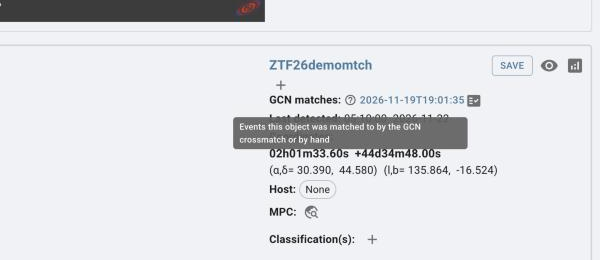 ZTF26demomtch
SAVE
GCN matches: 2026-11-19T19:01:35
Last detected:
Events this object was matched to by the GCN
crossmatch or by hand
02h01m33.60s +44d34m48.00s
(α,δ= 30.390, 44.580) (l,b= 135.864, -16.524)
Host: None
MPC:
Classification(s):